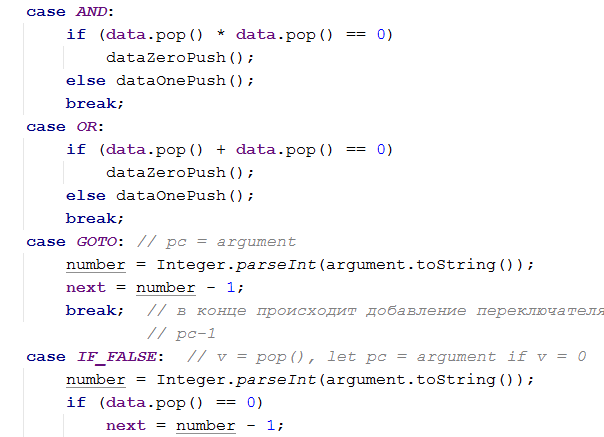 case AND:
if (data.pop() * data.pop() == 0)
dataZeroPush();
else dataOnePush();
break;
case OR:
if (data.pop() + data.pop() == 0)
dataZeroPush();
else dataOnePush();
break;
case GOTO: // pc = argument
number = Integer.parseInt(argument.toString());
next = number - 1;
break; // в конце происходит добавление переключателя
// pc-1
case IF_FALSE: // v = pop(), let pc = argument if v = 0
number = Integer.parseInt(argument.toString());
if (data.pop() == 0)
next = number - 1;